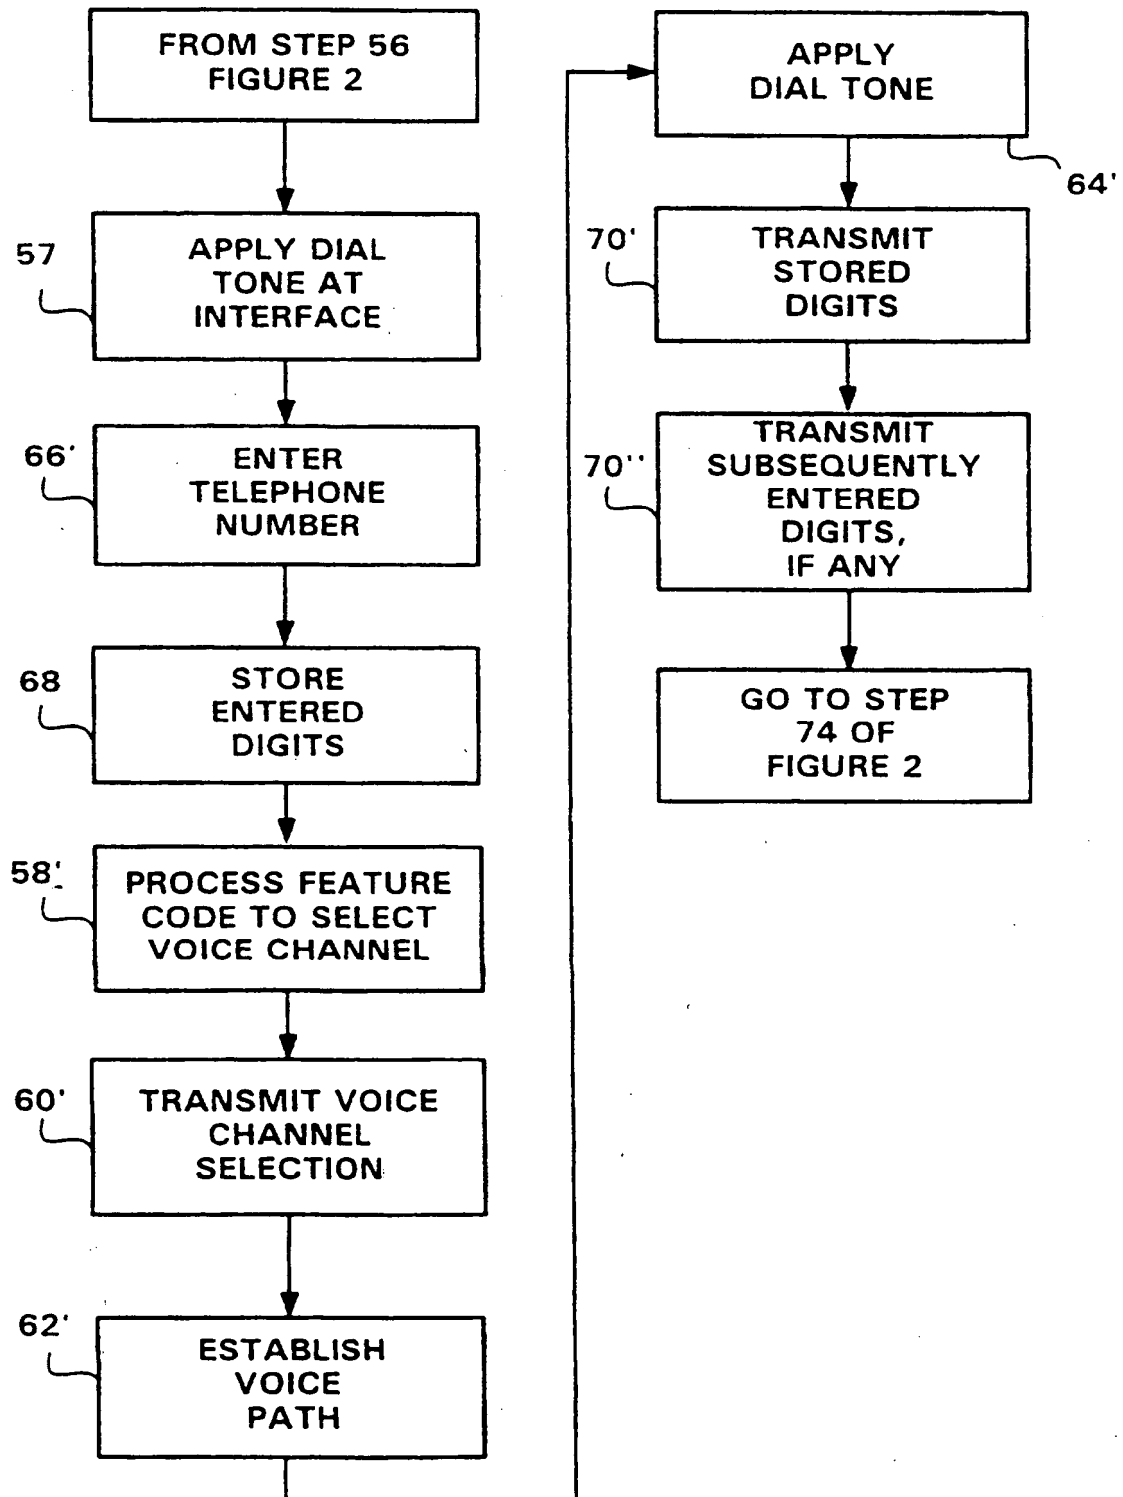 FROM STEP 56
FIGURE 2
57
APPLY DIAL
TONE AT
INTERFACE
66'
ENTER
TELEPHONE
NUMBER
68
STORE
ENTERED
DIGITS
58'
PROCESS FEATURE
CODE TO SELECT
VOICE CHANNEL
60'
TRANSMIT VOICE
CHANNEL
SELECTION
62'
ESTABLISH
VOICE
PATH
APPLY
DIAL TONE
64'
70'
TRANSMIT
STORED
DIGITS
70''
TRANSMIT
SUBSEQUENTLY
ENTERED
DIGITS,
IF ANY
GO TO STEP
74 OF
FIGURE 2